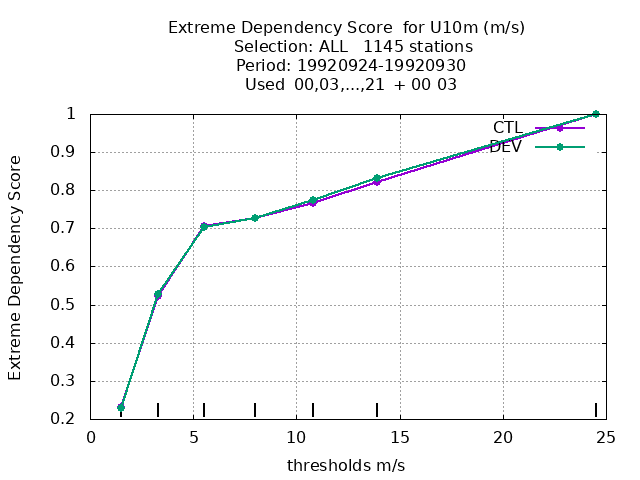 Extreme Dependency Score  for U10m (m/s)
Selection: ALL   1145 stations
Period: 19920924-19920930
Used  00,03,...,21  + 00 03
CTL
DEV
Extreme Dependency Score
1
0.9
0.8
0.7
0.6
0.5
0.4
0.3
0.2
0 5 10 15 20 25
thresholds m/s